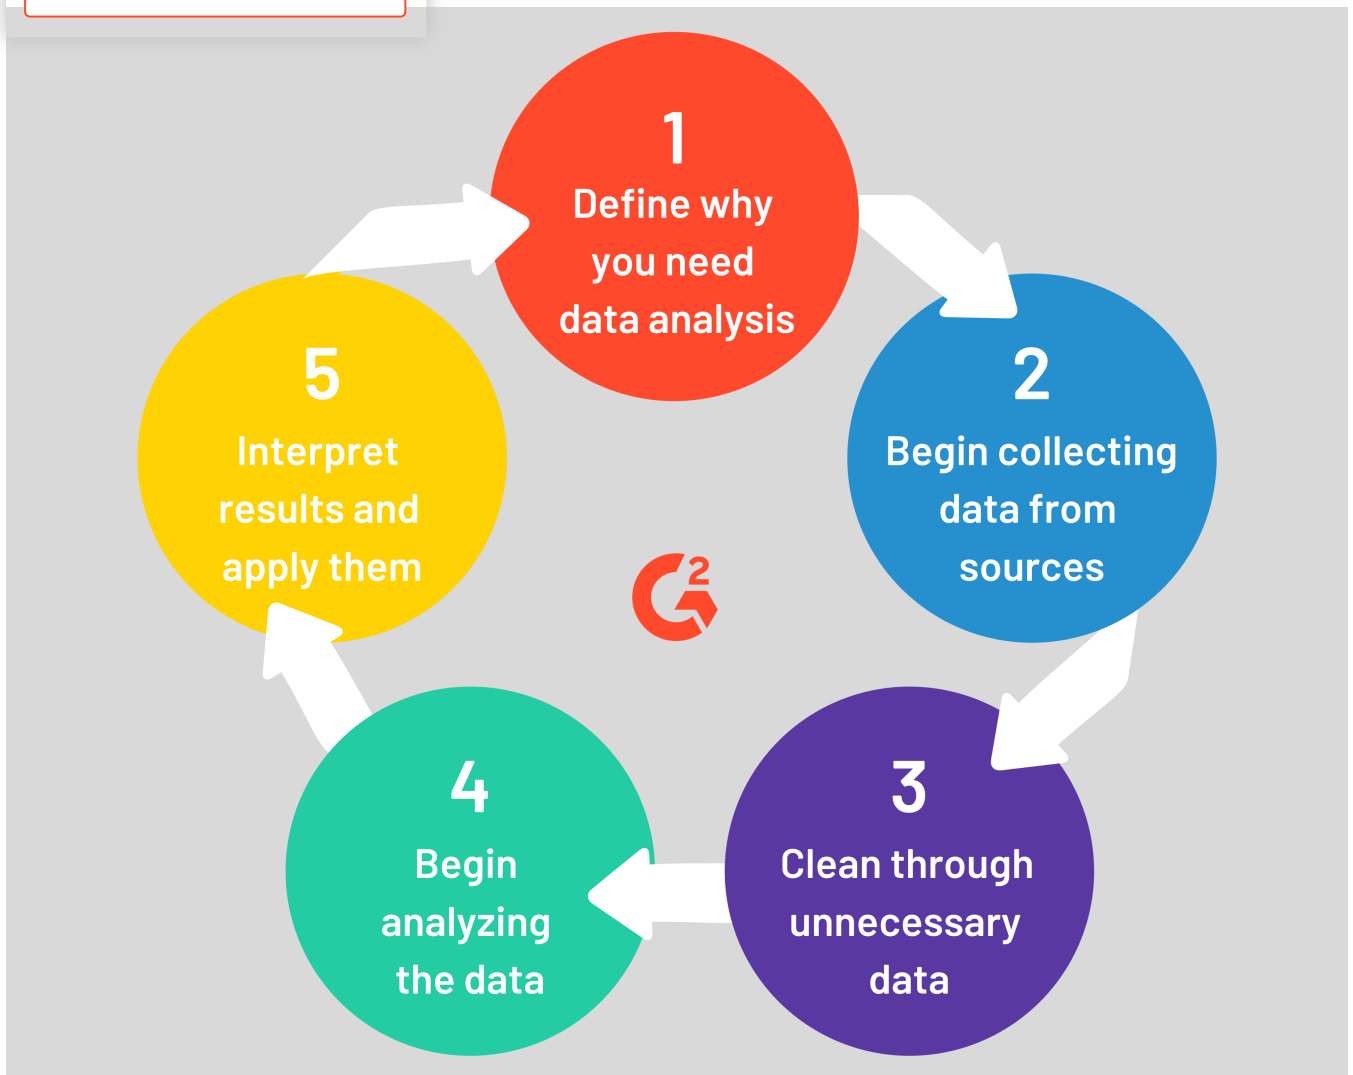 1
Define why
you need
data analysis
2
Begin collecting
data from
sources
3
Clean through
unnecessary
data
4
Begin
analyzing
the data
5
Interpret
results and
apply them
G2